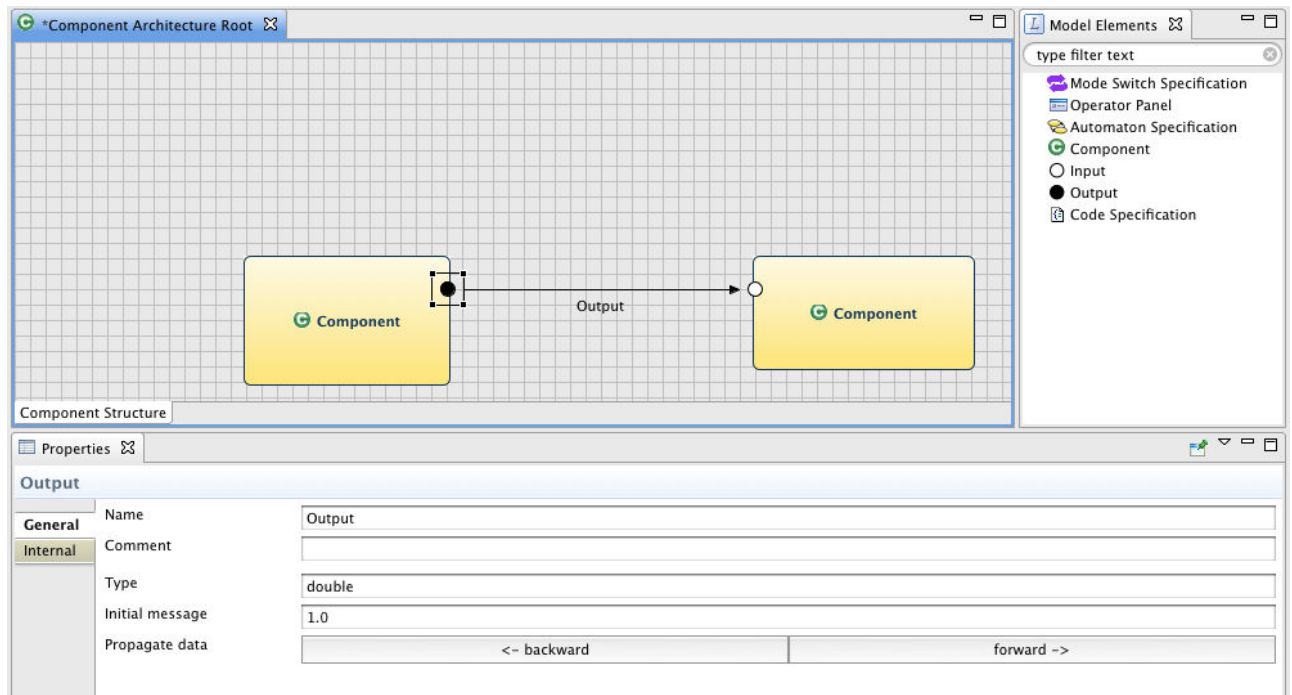 *Component Architecture Root
Model Elements
type filter text
Mode Switch Specification
Operator Panel
Automaton Specification
Component
Input
Output
Code Specification
Output
Component
Component
Component Structure
Properties
Output
General
Internal
Name
Output
Comment
Type
double
Initial message
1.0
Propagate data
<- backward
forward ->